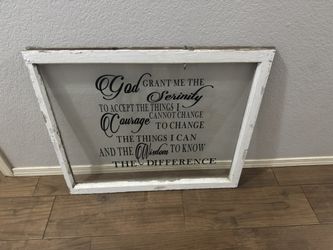 God GRANT ME THE
Serinity
TO ACCEPT THE THINGS I
CANNOT CHANGE
Courage TO CHANGE
THE THINGS I CAN
AND THE Wisdom TO KNOW
THE DIFFERENCE